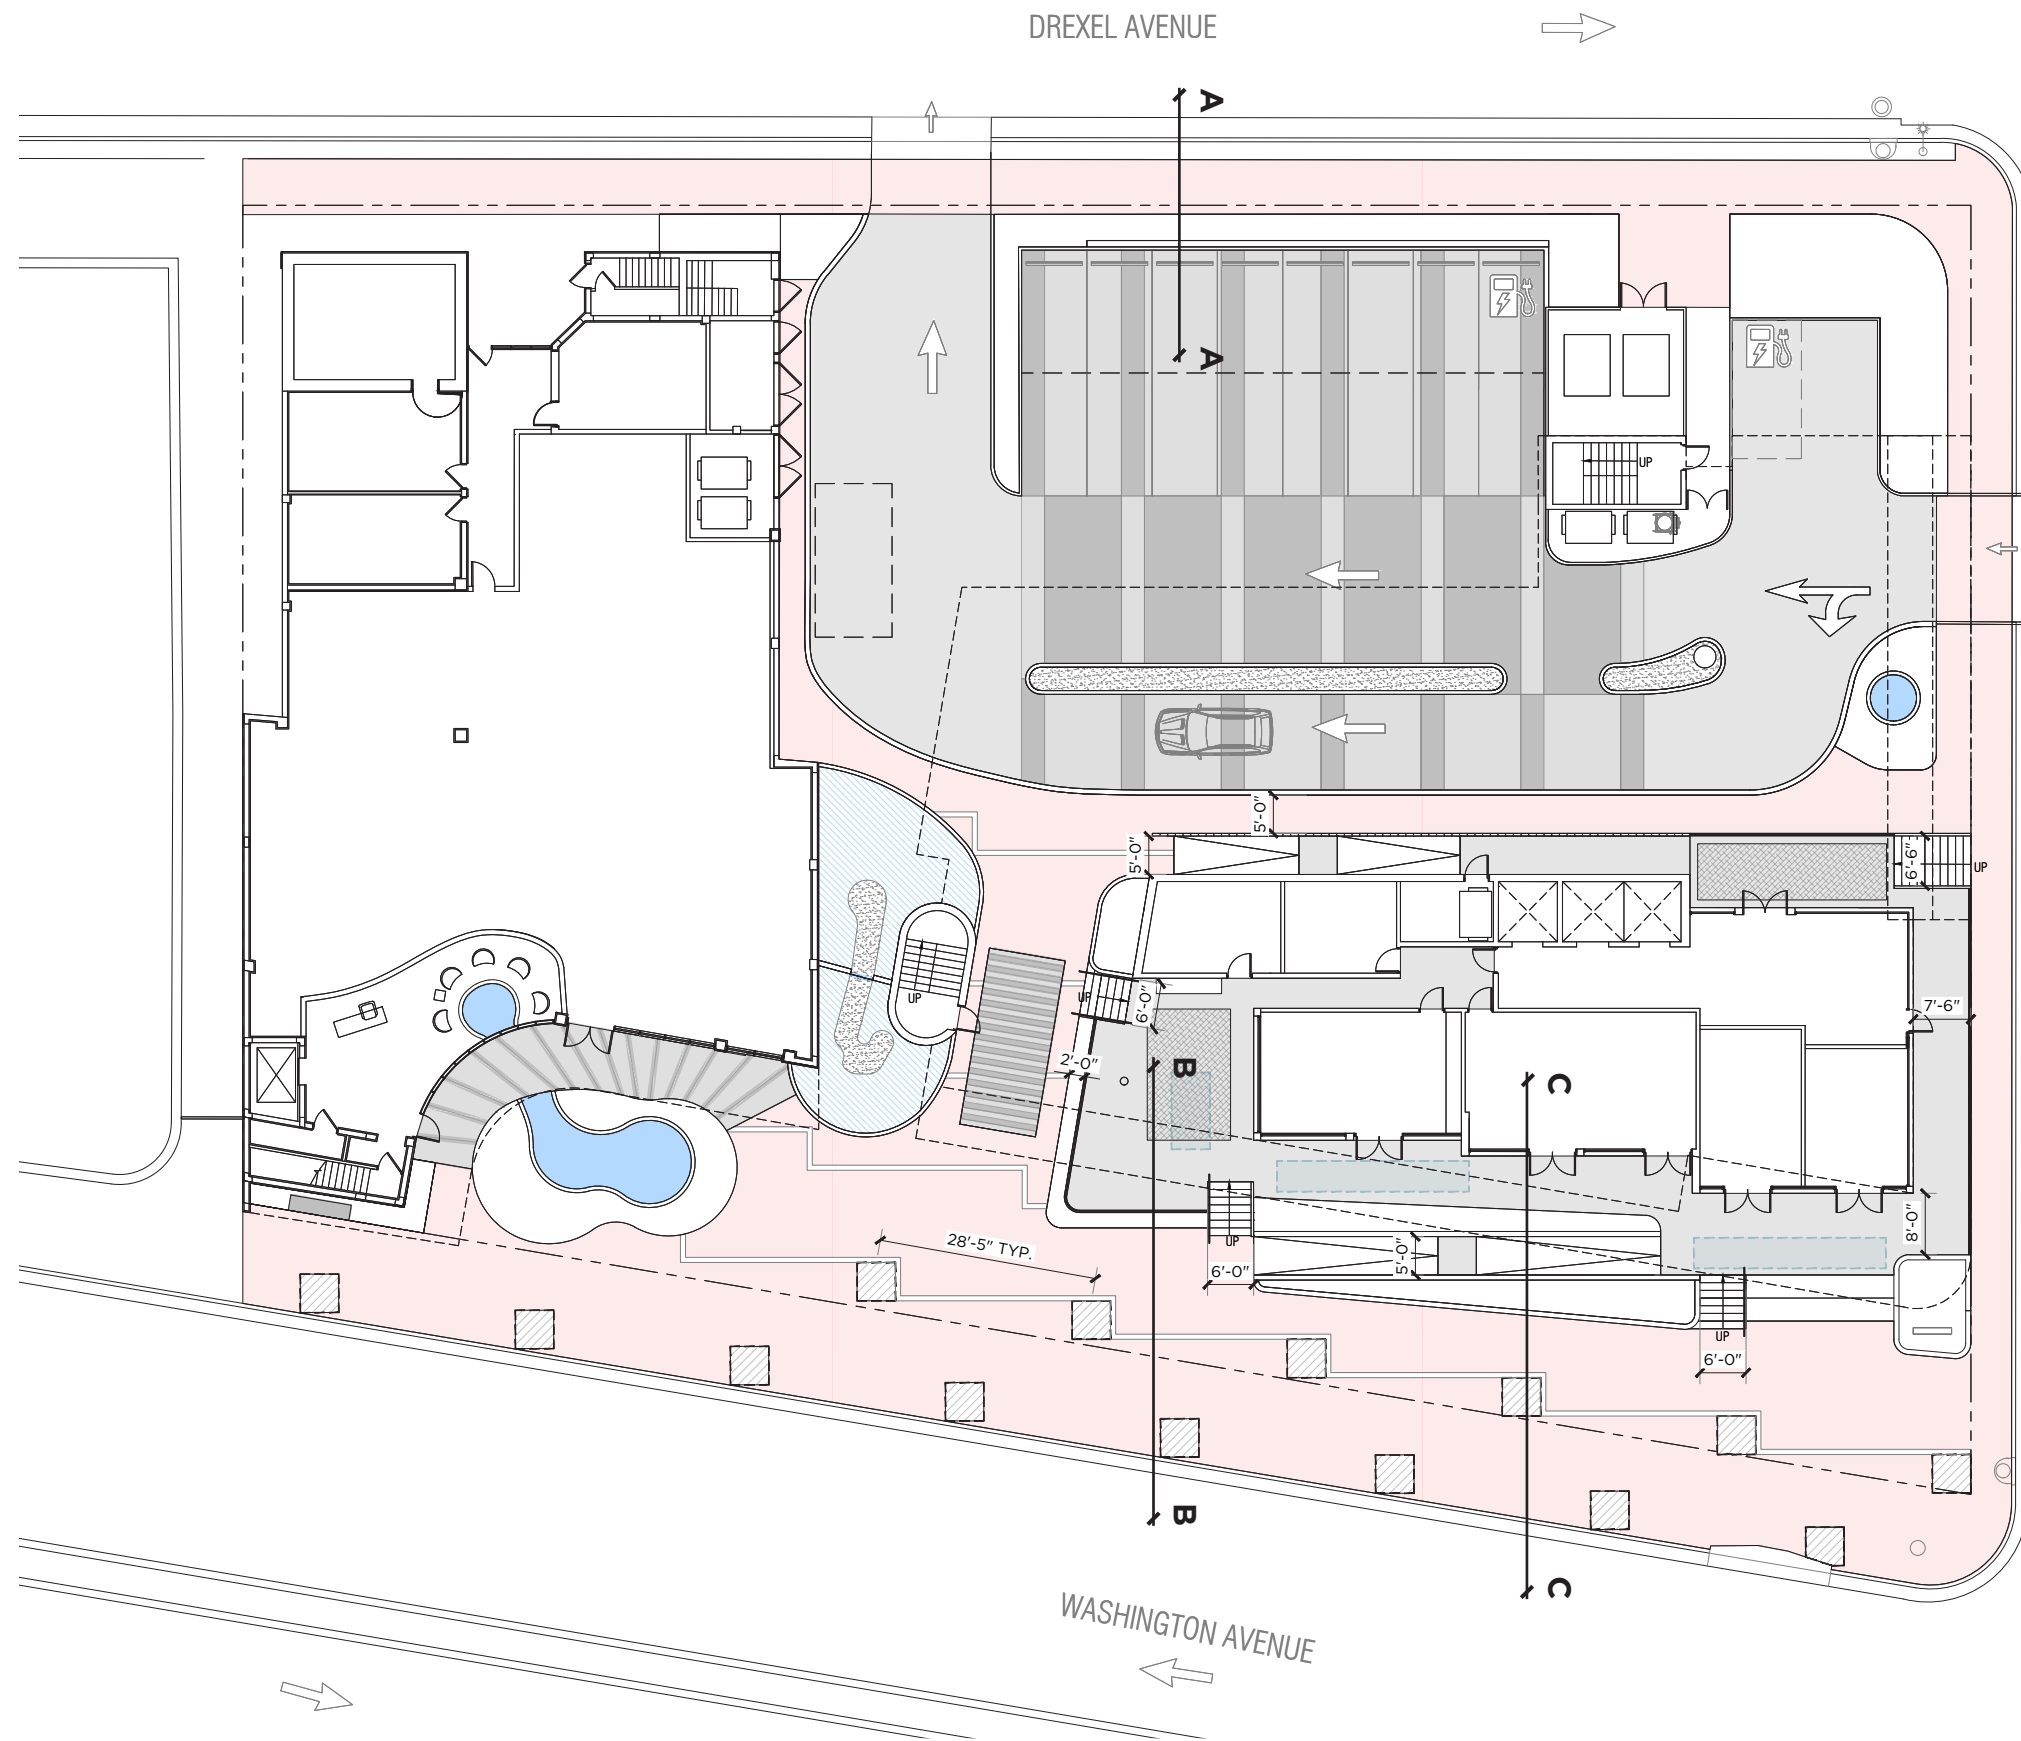 DREXEL AVENUE
A
A
UP
5'-0"
5'-0"
6'-6"
UP
UP
UP
6'-0"
7'-6"
2'-0"
B
C
8'-0"
UP
28'-5" TYP.
5'-0"
6'-0"
UP
6'-0"
B
C
WASHINGTON AVENUE